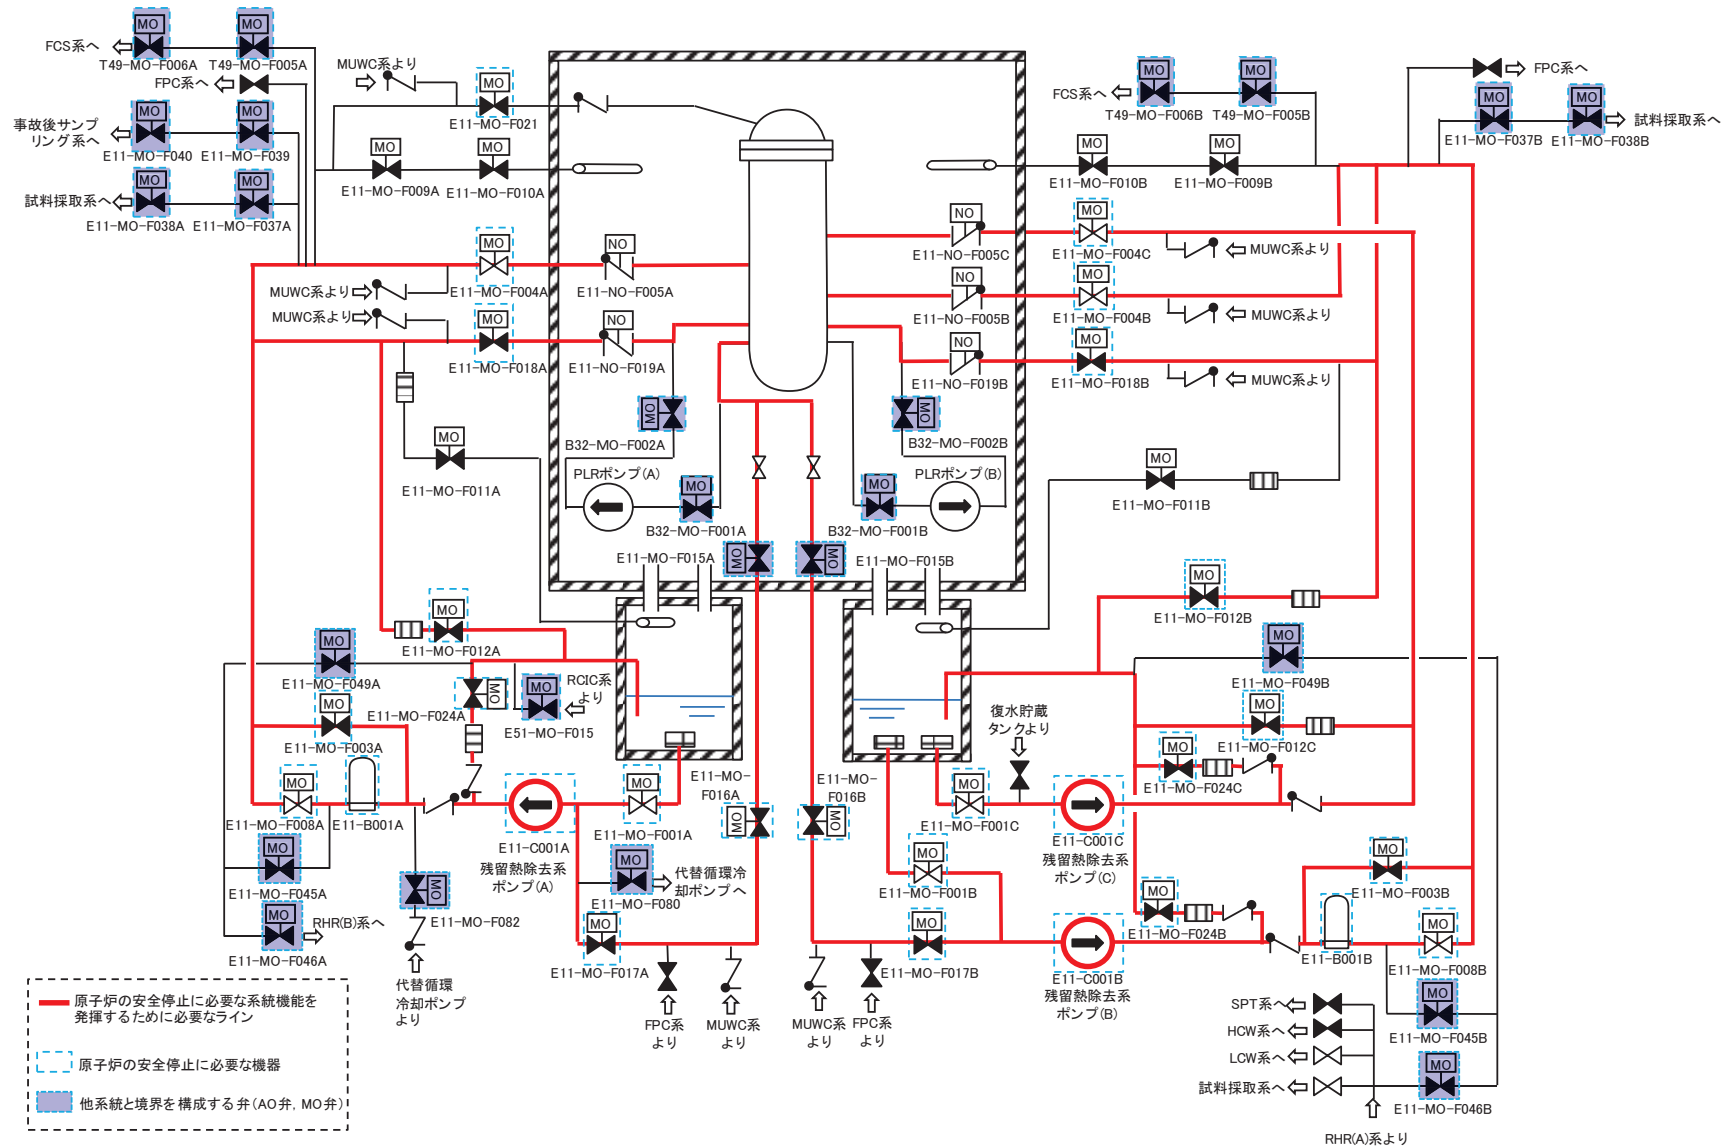 MO
MO
FCS系へ
T49-MO-F006A
T49-MO-F005A
FPC系へ
MO
MO
事故後サンプ
リング系へ
E11-MO-F040
E11-MO-F039
MO
MO
試料採取系へ
E11-MO-F038A
E11-MO-F037A
MUWC系より
MO
E11-MO-F021
MO
MO
E11-MO-F009A
E11-MO-F010A
MO
NO
MUWC系より
E11-MO-F004A
E11-NO-F005A
MUWC系より
MO
NO
E11-MO-F018A
E11-NO-F019A
MO
B32-MO-F002A
MO
E11-MO-F011A
PLRポンプ(A)
MO
B32-MO-F001A
E11-MO-F015A
MO
MO
FCS系へ
T49-MO-F006B
MO
T49-MO-F005B
FPC系へ
MO
MO
試料採取系へ
E11-MO-F037B
E11-MO-F038B
MO
MO
E11-MO-F010B
E11-MO-F009B
NO
MO
E11-NO-F005C
E11-MO-F004C
MUWC系より
NO
MO
E11-NO-F005B
E11-MO-F004B
MUWC系より
NO
MO
E11-NO-F019B
E11-MO-F018B
MUWC系より
MO
B32-MO-F002B
PLRポンプ(B)
MO
B32-MO-F001B
MO
E11-MO-F011B
MO
E11-MO-F015B
MO
E11-MO-F012B
MO
E11-MO-F049B
MO
E11-MO-F012C
MO
E11-MO-F024C
MO
E11-MO-F012A
MO
E11-MO-F049A
MO
E11-MO-F024A
RCIC系
より
MO
E51-MO-F015
MO
E11-MO-F003A
MO
E11-MO-F008A
E11-B001A
E11-C001A
残留熱除去系
ポンプ(A)
MO
E11-MO-F001A
E11-MO-
F016A
MO
E11-MO-
F016B
MO
復水貯蔵
タンクより
MO
E11-MO-F001C
E11-C001C
残留熱除去系
ポンプ(C)
MO
E11-MO-F045A
MO
E11-MO-F082
MO
E11-MO-F080
代替循環冷
却ポンプへ
MO
E11-MO-F001B
MO
E11-MO-F003B
MO
E11-MO-F024B
MO
RHR(B)系へ
E11-MO-F046A
MO
E11-MO-F017A
MO
E11-MO-F017B
E11-C001B
残留熱除去系
ポンプ(B)
E11-B001B
MO
E11-MO-F008B
代替循環
冷却ポンプ
より
FPC系
より
MUWC系
より
MUWC系
より
FPC系
より
SPT系へ
HCW系へ
LCW系へ
試料採取系へ
MO
E11-MO-F045B
MO
E11-MO-F046B
RHR(A)系より
原子炉の安全停止に必要な系統機能を
発揮するために必要なライン
原子炉の安全停止に必要な機器
他系統と境界を構成する弁(AO弁, MO弁)